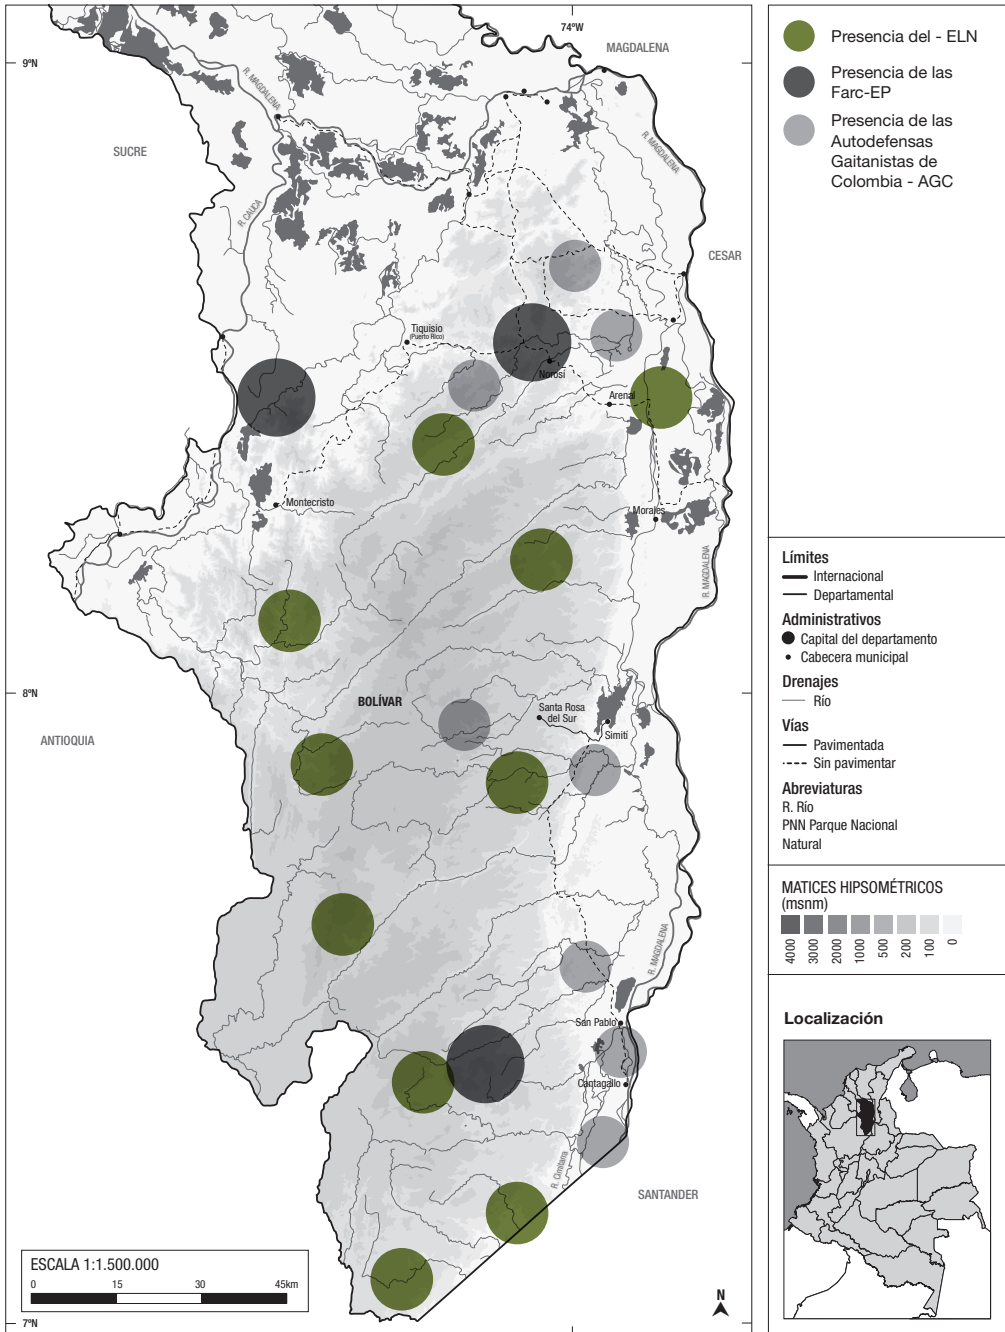 74ºW
MAGDALENA
9ºN
R. MAGDALENA
SUCRE
R. MAGDALENA
R. CAUCA
CESAR
Tiquisio
(Puerto Rico)
Norosí
Arenal
Montecristo
Morales
R. MAGDALENA
8ºN
BOLÍVAR
Santa Rosa
del Sur
Simití
ANTIOQUIA
R. MAGDALENA
San Pablo
Cantagallo
R. Cimitarra
SANTANDER
ESCALA 1:1.500.000
0 15 30 45km
N
7ºN
Presencia del - ELN
Presencia de las
Farc-EP
Presencia de las
Autodefensas
Gaitanistas de
Colombia - AGC
Límites
Internacional
Departamental
Administrativos
Capital del departamento
Cabecera municipal
Drenajes
Río
Vías
Pavimentada
Sin pavimentar
Abreviaturas
R. Río
PNN Parque Nacional
Natural
MATICES HIPSOMÉTRICOS
(msnm)
4000 3000 2000 1000 500 200 100 0
Localización